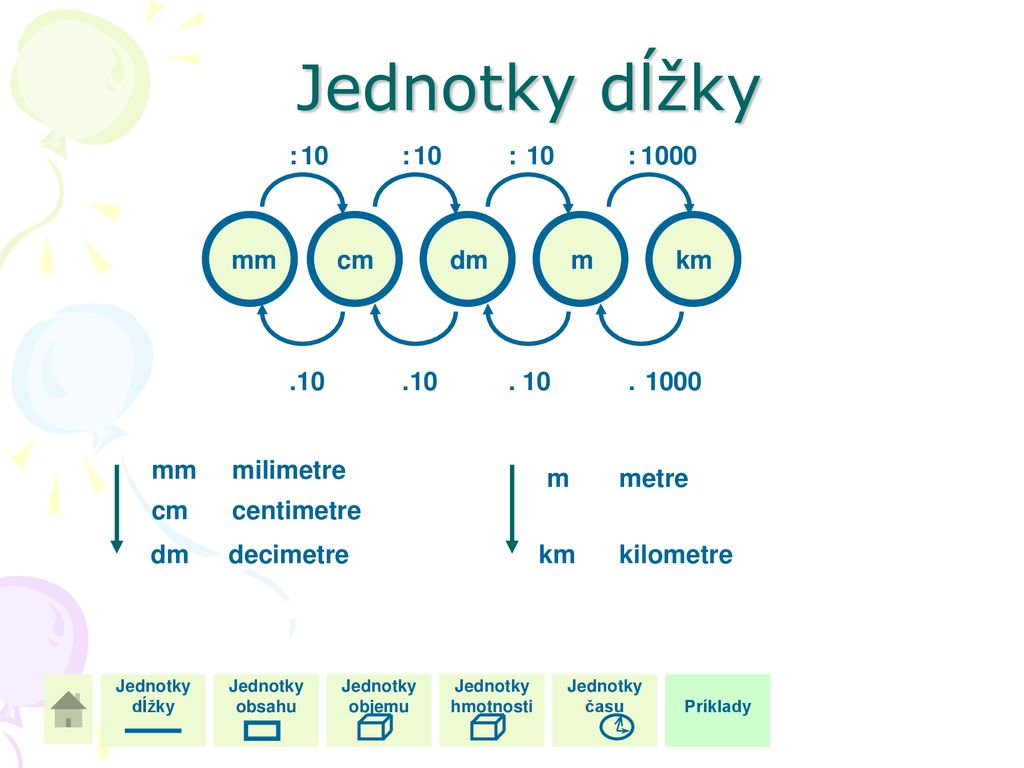 Jednotky dĺžky
: 10 : 10 : 10 : 1000
mm cm dm m km
.10 .10 . 10 . 1000
mm milimetre
cm centimetre
dm decimetre
m metre
km kilometre
Jednotky
dĺžky
Jednotky
obsahu
Jednotky
objemu
Jednotky
hmotnosti
Jednotky
času
Príklady